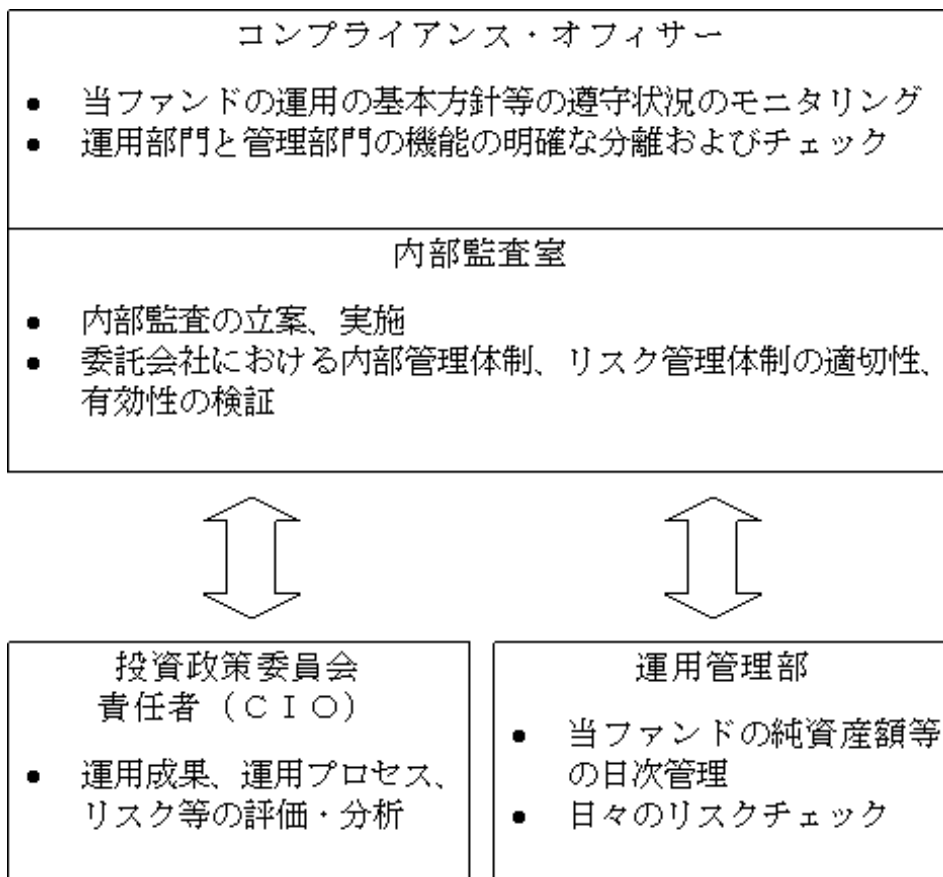 コンプライアンス・オフィサー
● 当ファンドの運用の基本方針等の遵守状況のモニタリング
● 運用部門と管理部門の機能の明確な分離およびチェック
内部監査室
● 内部監査の立案、実施
● 委託会社における内部管理体制、リスク管理体制の適切性、
有効性の検証
投資政策委員会
責任者（ＣＩＯ）
● 運用成果、運用プロセス、
リスク等の評価・分析
運用管理部
● 当ファンドの純資産額等
の日次管理
● 日々のリスクチェック